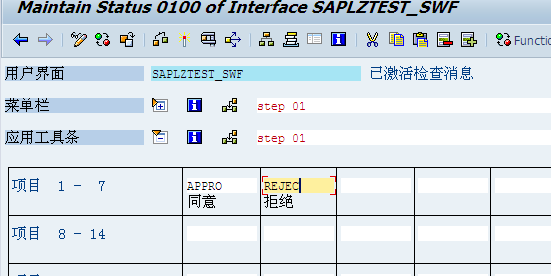 Maintain Status 0100 of Interface SAPLZTEST_SWF
Functi
用户界面 SAPLZTEST_SWF 已激活检查消息
菜单栏 step 01
应用工具条 step 01
项目 1 - 7 APPRO REJEC
同意 拒绝
项目 8 - 14